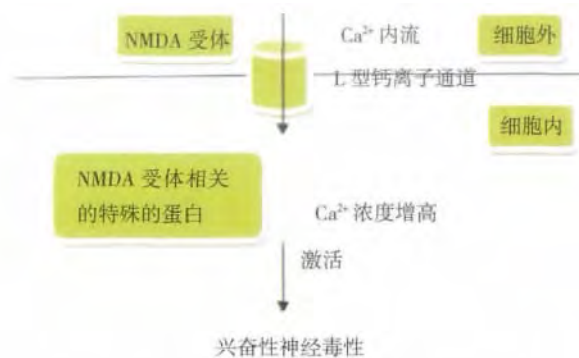 NMDA 受体
Ca²⁺ 内流
细胞外
L 型钙离子通道
细胞内
NMDA 受体相关
的特殊的蛋白
Ca²⁺ 浓度增高
激活
兴奋性神经毒性